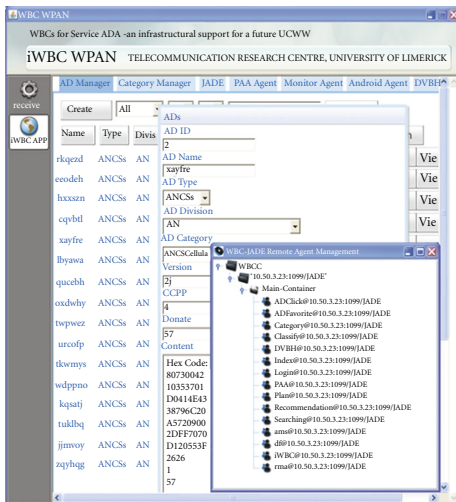 WBC WPAN
WBCs for Service ADA -an infrastructural support for a future UCWW
iWBC WPAN TELECOMMUNICATION RESEARCH CENTRE, UNIVERSITY OF LIMERICK
receive
iWBC APP
AD Manager Category Manager JADE PAA Agent Monitor Agent Android Agent DVBH
Create All
Name Type Divis
rkqezd ANCSs AN Vie
eeodeh ANCSs AN Vie
hxxszn ANCSs AN Vie
cqvbtl ANCSs AN Vie
xayfre ANCSs AN
lbyawa ANCSs AN
qucebh ANCSs AN
oxdwhy ANCSs AN
twpwez ANCSs AN
urcofp ANCSs AN
tkwmys ANCSs AN
wdppno ANCSs AN
kqsatj ANCSs AN
tuklbq ANCSs AN
jjmvoy ANCSs AN
zqyhqg ANCSs AN
ADs
AD ID
2
AD Name
xayfre
AD Type
ANCSs
AD Division
AN
AD Category
ANCSCellula
Version
2j
CCPP
4
Donate
57
Content
Hex Code:
80730042
10353701
D0414E43
38796C20
A5720900
2DFF7070
D120553F
2626
1
57
WBC-JADE Remote Agent Management
WBCC
"10.50.3.23:1099/JADE"
Main-Container
ADClick@10.50.3.23:1099/JADE
ADFavorite@10.50.3.23:1099/JADE
Category@10.50.3.23:1099/JADE
Classify@10.50.3.23:1099/JADE
DVBH@10.50.3.23:1099/JADE
Index@10.50.3.23:1099/JADE
Login@10.50.3.23:1099/JADE
PAA@10.50.3.23:1099/JADE
Plan@10.50.3.23:1099/JADE
Recommendation@10.50.3.23:1099/JADE
Searching@10.50.3.23:1099/JADE
ams@10.50.3.23:1099/JADE
df@10.50.3.23:1099/JADE
iWBC@10.50.3.23:1099/JADE
rma@10.50.3.23:1099/JADE